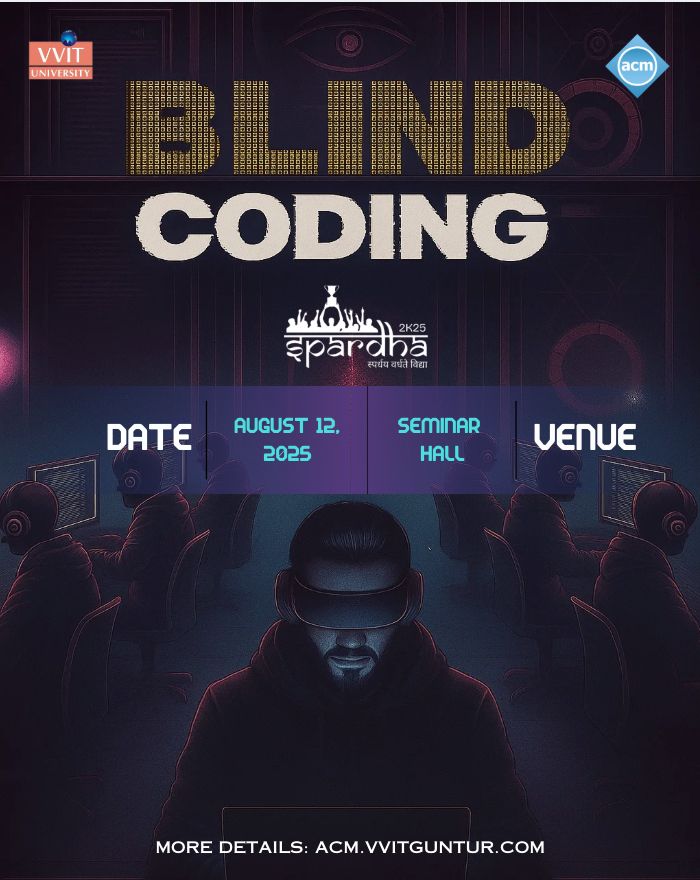 VVIT
UNIVERSITY
acm
BLIND
CODING
2K25
spardha
स्पर्धया वर्धते विद्या
DATE
AUGUST 12,
2025
SEMINAR
HALL
VENUE
MORE DETAILS: ACM.VVITGUNTUR.COM